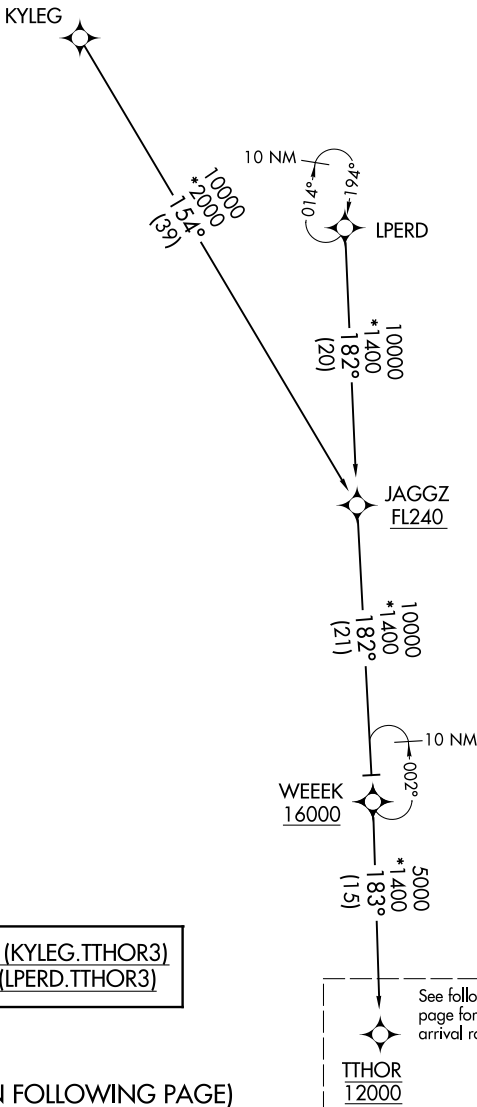 KYLEG
10000
*2000
154°
(39)
10 NM
014°
194°
LPERD
10000
*1400
182°
(20)
JAGGZ
FL240
10000
*1400
182°
(21)
10 NM
002°
WEEEK
16000
5000
*1400
183°
(15)
(KYLEG.TTHOR3)
(LPERD.TTHOR3)
See
page for
arrival
TTHOR
12000
FOLLOWING PAGE)